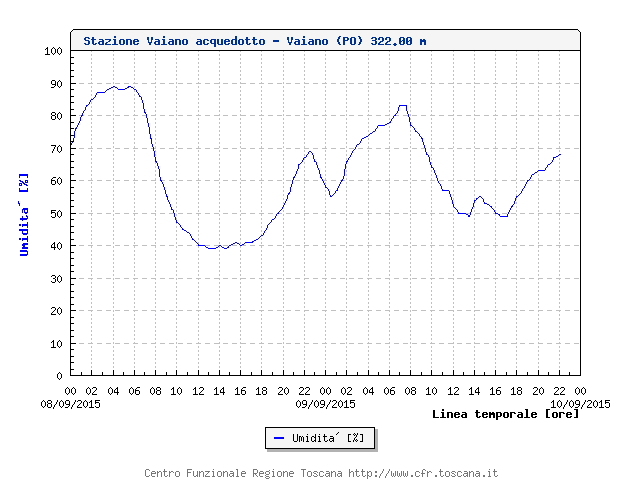 Stazione Vaiano acquedotto - Vaiano (PO) 322.00 m
Umidita´ [%]
100
90
80
70
60
50
40
30
20
10
0
00 02 04 06 08 10 12 14 16 18 20 22 00 02 04 06 08 10 12 14 16 18 20 22 00
08/09/2015 09/09/2015 10/09/2015
Linea temporale [ore]
Umidita´ [%]
Centro Funzionale Regione Toscana http://www.cfr.toscana.it